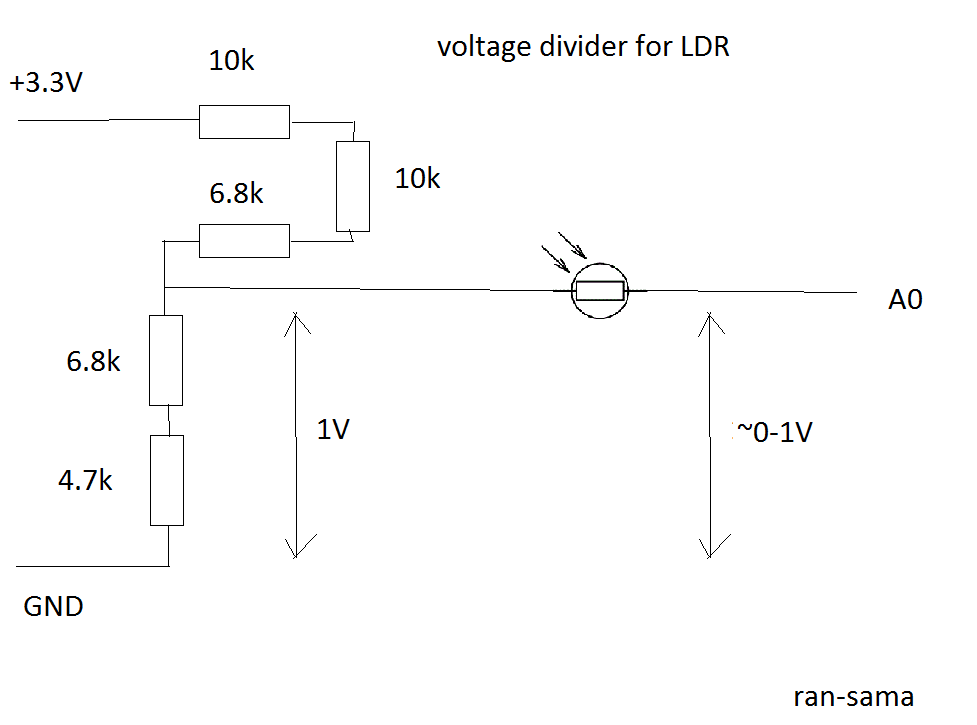 voltage divider for LDR
10k
+3.3V
10k
6.8k
A0
6.8k
1V
~0-1V
4.7k
GND
ran-sama